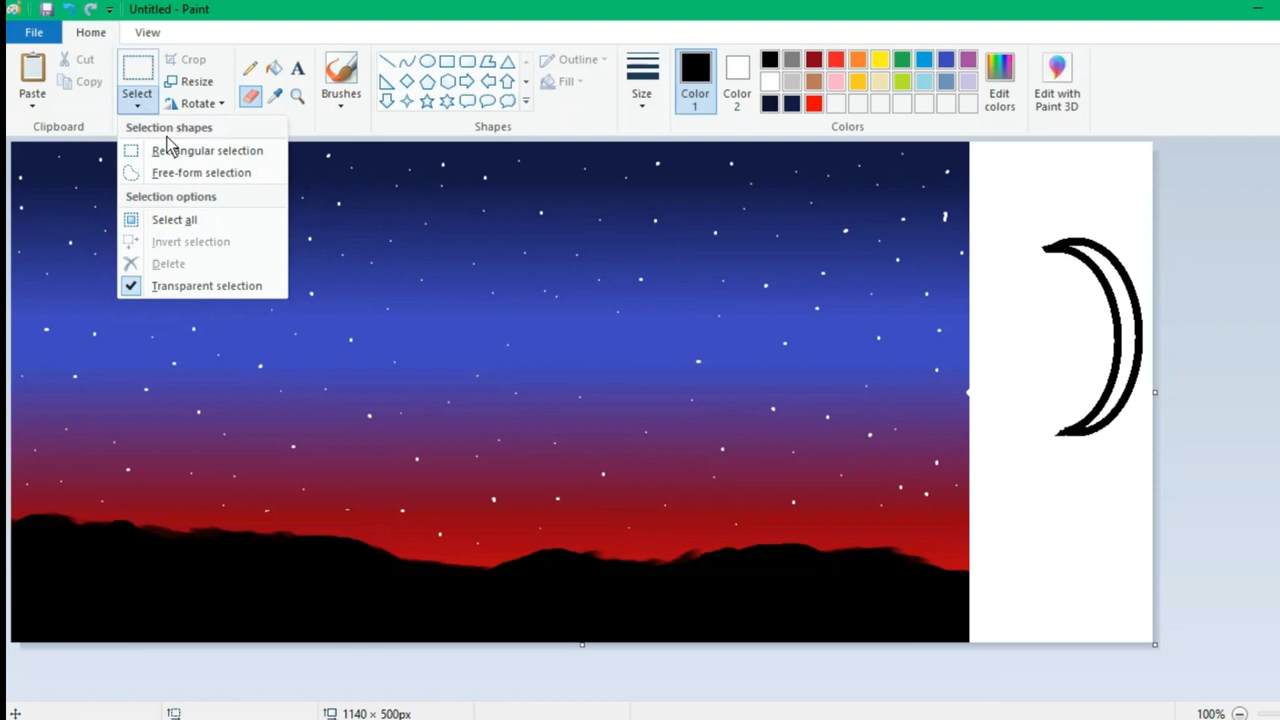 Untitled - Paint
File
Home
View
Paste
Cut
Copy
Clipboard
Select
Crop
Resize
Rotate
Brushes
Outline
Fill
Shapes
Size
Color
1
Color
2
Edit
colors
Colors
Edit with
Paint 3D
Selection shapes
Rectangular selection
Free-form selection
Selection options
Select all
Invert selection
Delete
Transparent selection
1140 × 500px
100%